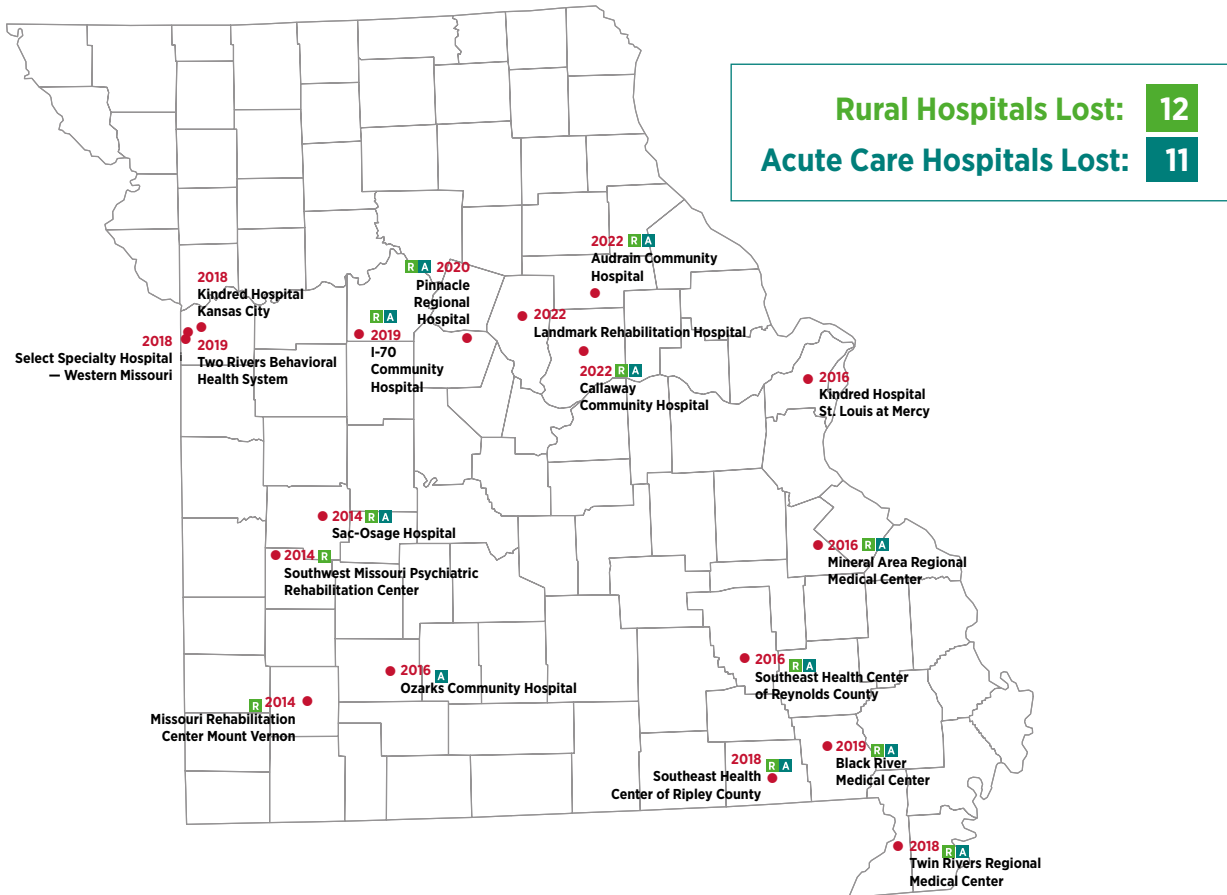 Rural Hospitals Lost: 12
Acute Care Hospitals Lost: 11
2022 R A
Audrain Community
Hospital
R A 2020
Pinnacle
Regional
Hospital
2018
Kindred Hospital
Kansas City
R A
2019
I-70
Community
Hospital
2022
Landmark Rehabilitation Hospital
2018
Select Specialty Hospital
— Western Missouri
2019
Two Rivers Behavioral
Health System
2022 R A
Callaway
Community Hospital
2016
Kindred Hospital
St. Louis at Mercy
2014 R A
Sac-Osage Hospital
2014 R
Southwest Missouri Psychiatric
Rehabilitation Center
2016 R A
Mineral Area Regional
Medical Center
2016 A
Ozarks Community Hospital
2016 R A
Southeast Health Center
of Reynolds County
R 2014
Missouri Rehabilitation
Center Mount Vernon
2018 R A
Southeast Health
Center of Ripley County
2019 R A
Black River
Medical Center
2018 R A
Twin Rivers Regional
Medical Center